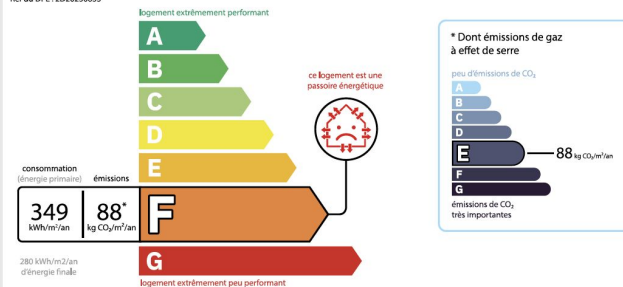 logement extrêmement performant
A
B
C
D
E
F
G
ce logement est une
passoire énergétique
consommation
(énergie primaire)
émissions
349
kWh/m²/an
88*
kg CO₂/m²/an
280 kWh/m2/an
d'énergie finale
logement extrêmement peu performant
* Dont émissions de gaz
à effet de serre
peu d'émissions de CO₂
A
B
C
D
E
88 kg CO₂/m²/an
F
G
émissions de CO₂
très importantes